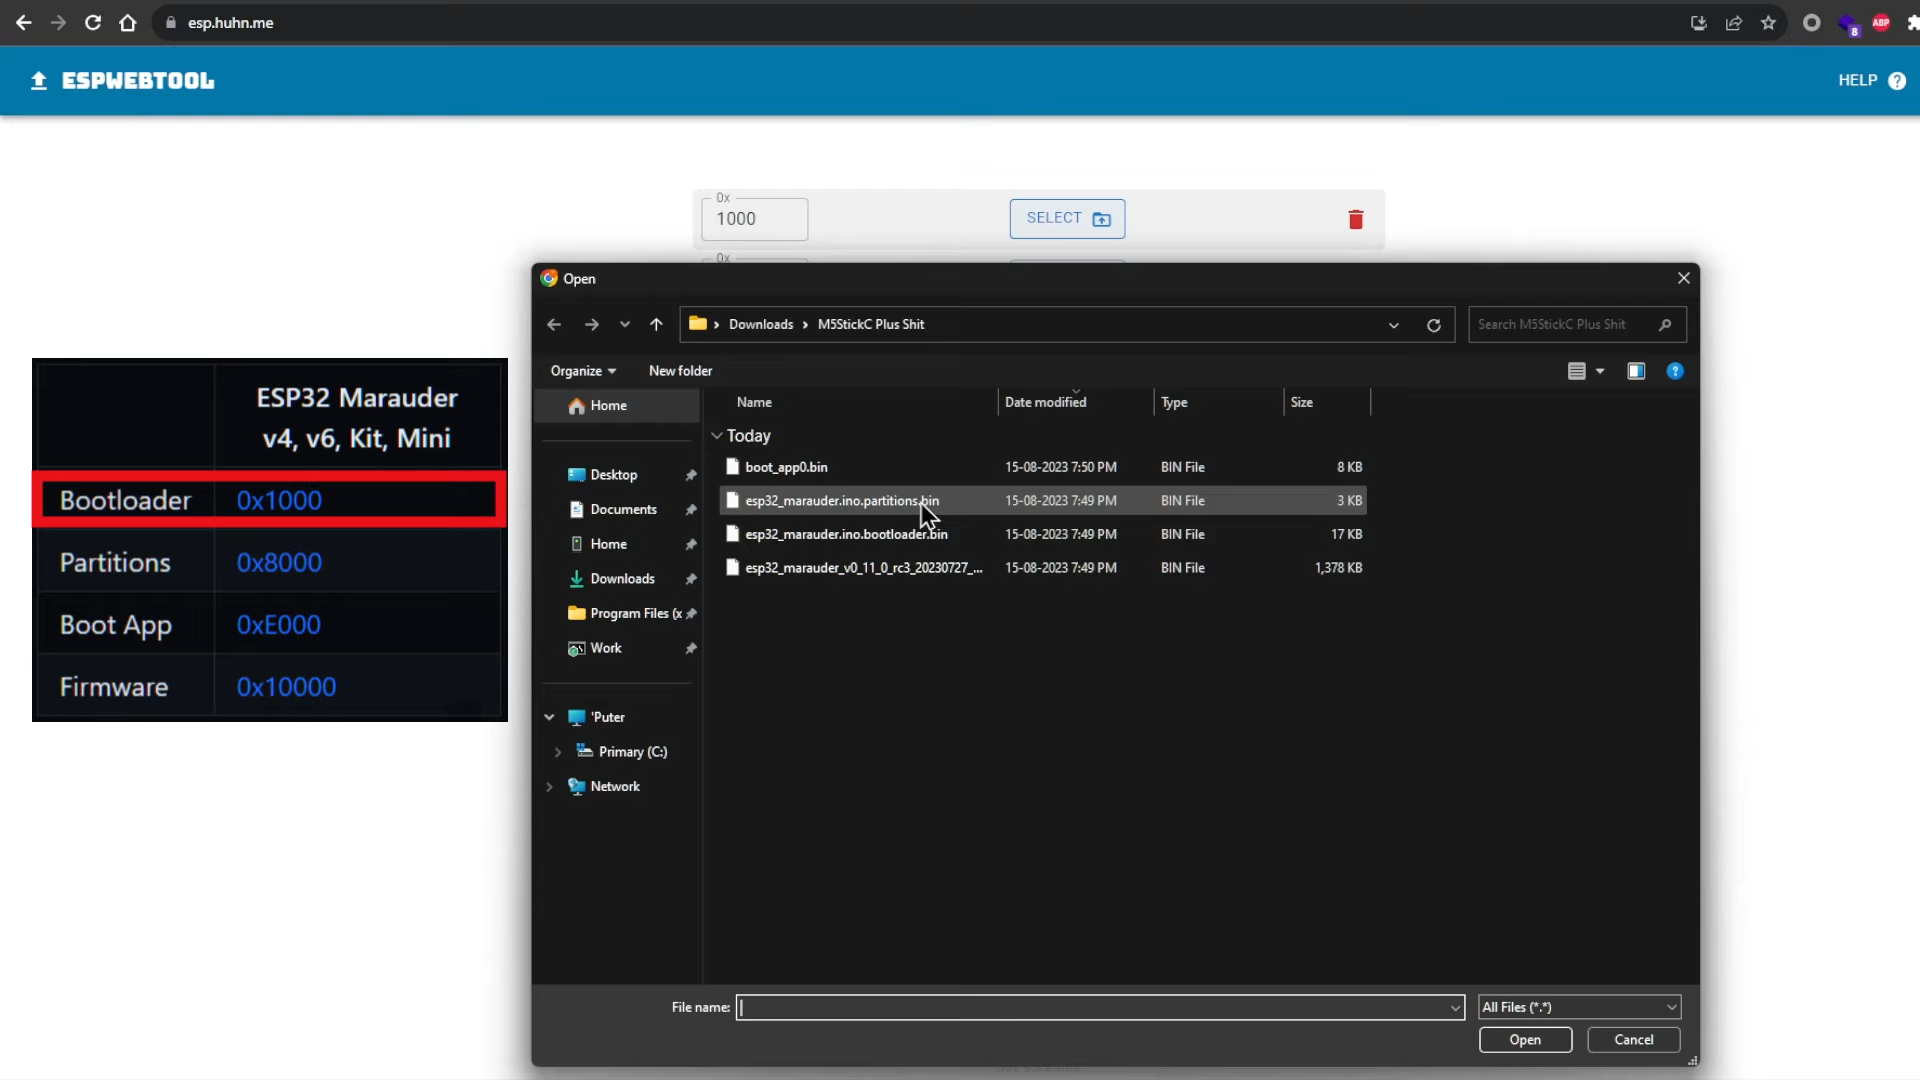 esp.huhn.me
8
ABP
ESPWEBTOOL
HELP ?
0x
1000
SELECT
0x
Open
Downloads › M5StickC Plus Shit
Search M5StickC Plus Shit
Organize
New folder
?
Home
Desktop
Documents
Home
Downloads
Program Files (x
Work
'Puter
Primary (C:)
Network
Name Date modified Type Size
Today
boot_app0.bin 15-08-2023 7:50 PM BIN File 8 KB
esp32_marauder.ino.partitions.bin 15-08-2023 7:49 PM BIN File 3 KB
esp32_marauder.ino.bootloader.bin 15-08-2023 7:49 PM BIN File 17 KB
esp32_marauder_v0_11_0_rc3_20230727_... 15-08-2023 7:49 PM BIN File 1,378 KB
File name:
All Files (*.*)
Open
Cancel
ESP32 Marauder
v4, v6, Kit, Mini
Bootloader 0x1000
Partitions 0x8000
Boot App 0xE000
Firmware 0x10000